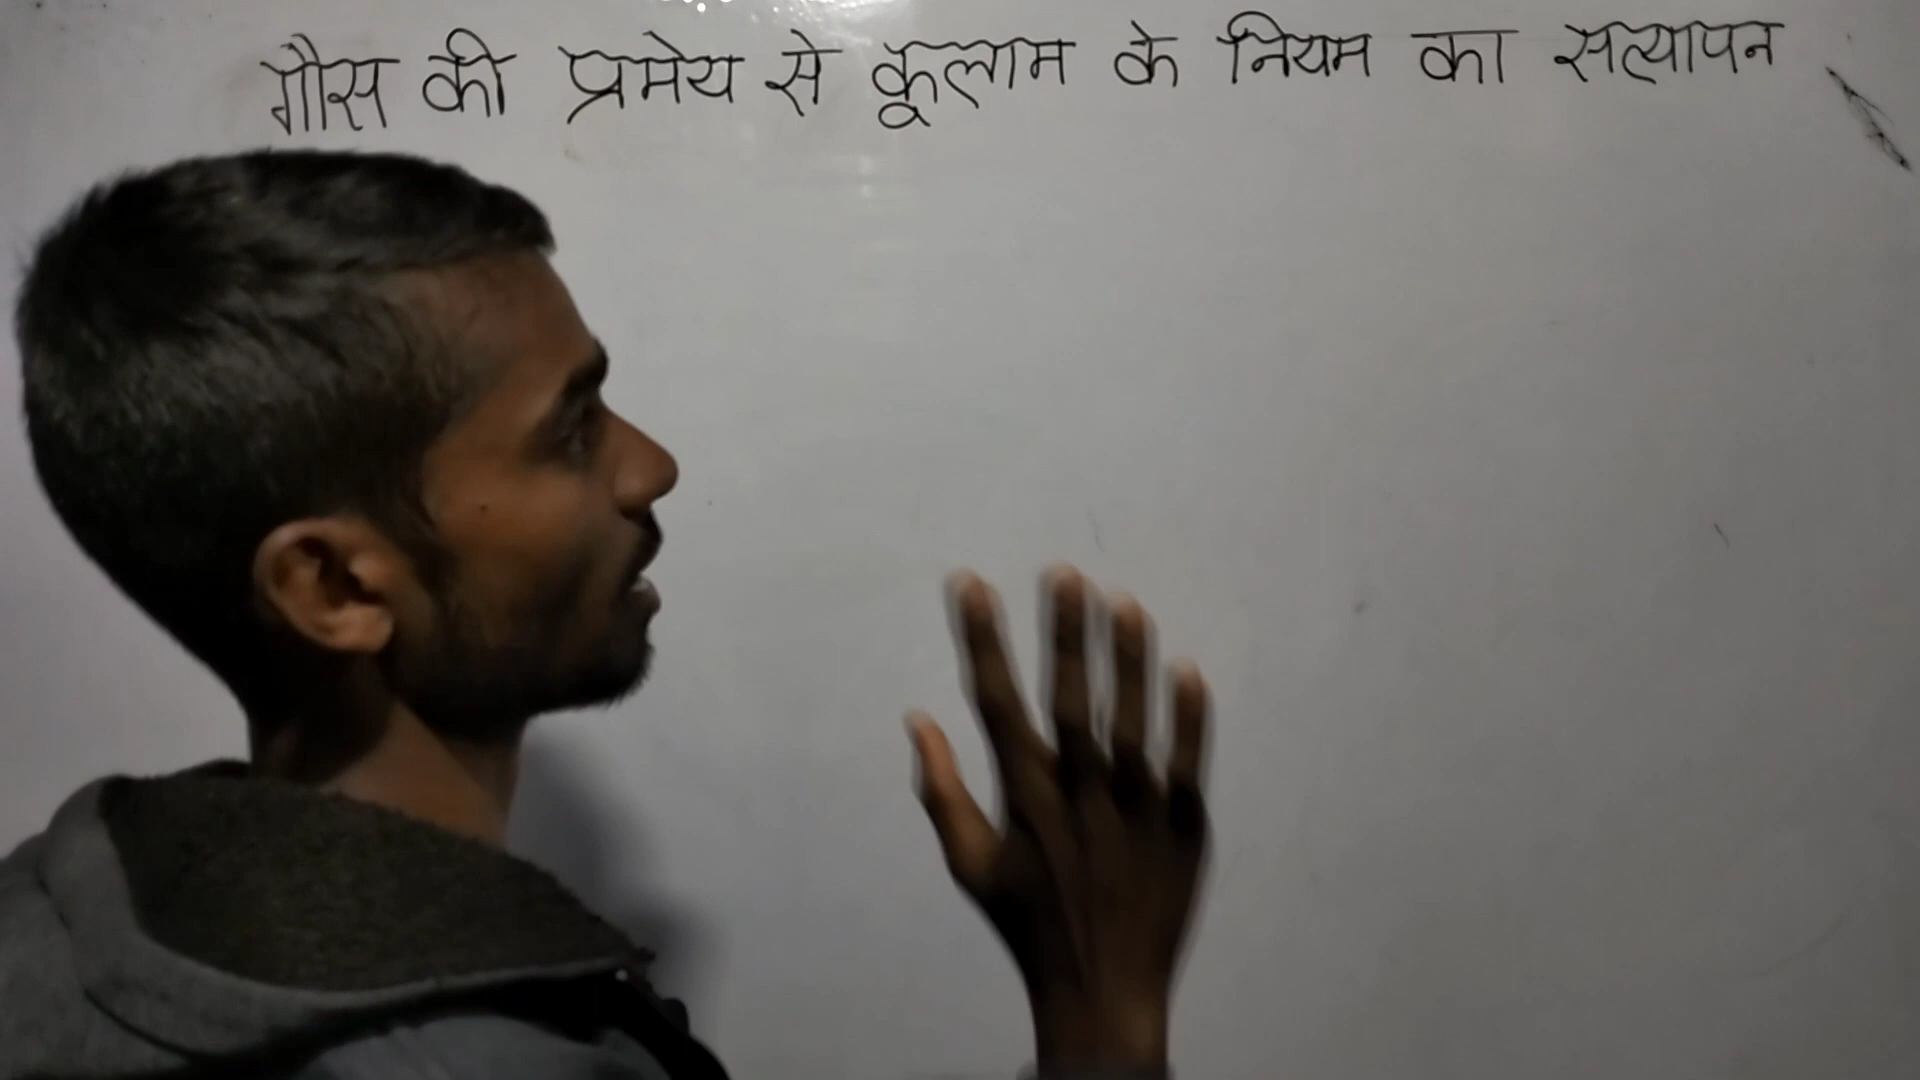 गौस की प्रमेय से कूलाम के नियम का सत्यापन